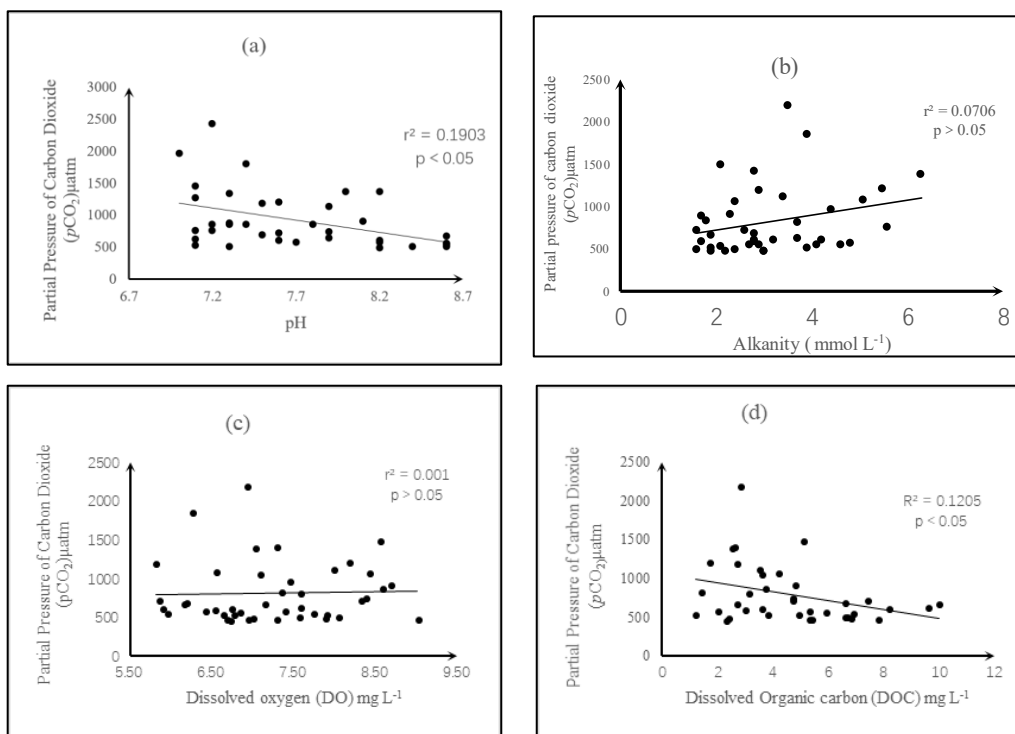 (a)
Partial Pressure of Carbon Dioxide
(pCO₂)µatm
3000
2500
2000
1500
1000
500
0
r² = 0.1903
p < 0.05
6.7 7.2 7.7 8.2 8.7
pH
(b)
Partial pressure of carbon dioxide
(pCO₂)µatm
2500
2000
1500
1000
500
0
r² = 0.0706
p > 0.05
0 2 4 6 8
Alkanity ( mmol L⁻¹)
(c)
Partial Pressure of Carbon Dioxide
(pCO₂)µatm
2500
2000
1500
1000
500
0
r² = 0.001
p > 0.05
5.50 6.50 7.50 8.50 9.50
Dissolved oxygen (DO) mg L⁻¹
(d)
Partial Pressure of Carbon Dioxide
(pCO₂)µatm
2500
2000
1500
1000
500
0
R² = 0.1205
p < 0.05
0 2 4 6 8 10 12
Dissolved Organic carbon (DOC) mg L⁻¹